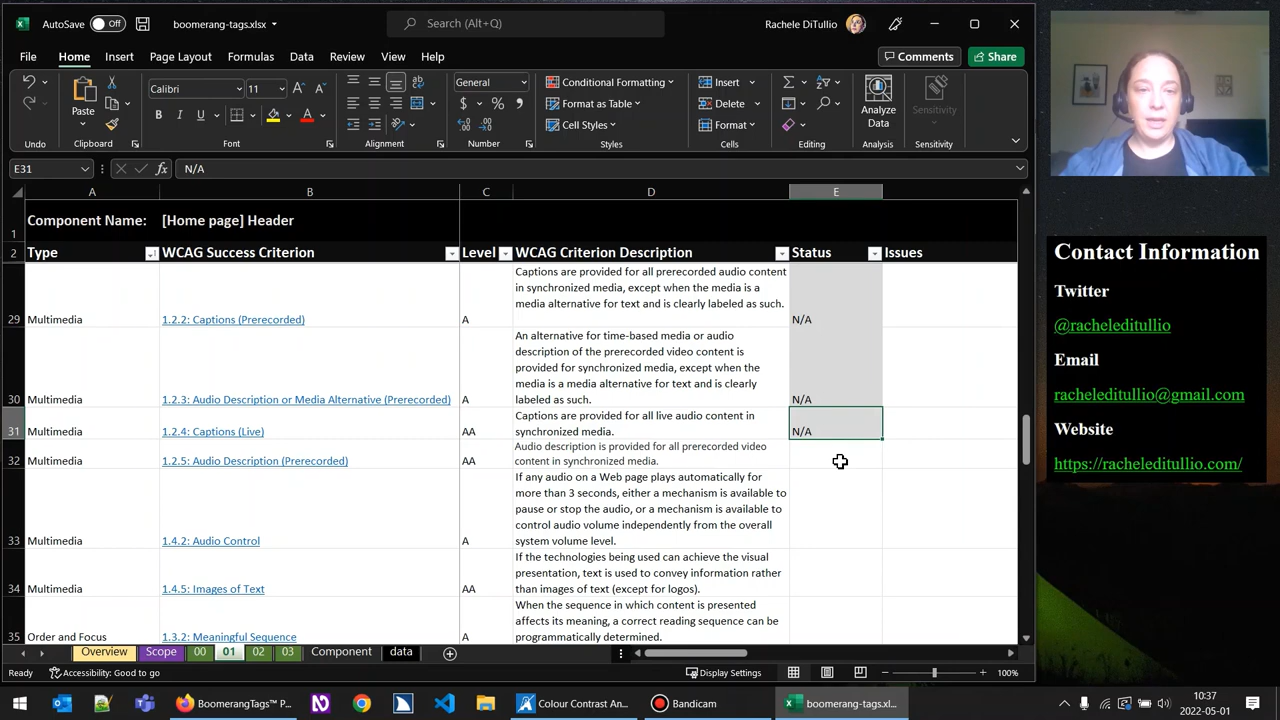 AutoSave Off boomerang-tags.xlsx Search (Alt+Q) Rachele DiTullio
File Home Insert Page Layout Formulas Data Review View Help Comments Share
Calibri 11 General Conditional Formatting Insert
Paste Format as Table Delete Analyze Data Sensitivity
B I U A $ % Cell Styles Format
Undo Clipboard Font Alignment Number Styles Cells Editing Analysis Sensitivity
E31 fx N/A
A B C D E
1 Component Name: [Home page] Header
2 Type WCAG Success Criterion Level WCAG Criterion Description Status Issues
Captions are provided for all prerecorded audio content
in synchronized media, except when the media is a
media alternative for text and is clearly labeled as such.
29 Multimedia 1.2.2: Captions (Prerecorded) A N/A
An alternative for time-based media or audio
description of the prerecorded video content is
provided for synchronized media, except when the
media is a media alternative for text and is clearly
30 Multimedia 1.2.3: Audio Description or Media Alternative (Prerecorded) A labeled as such. N/A
Captions are provided for all live audio content in
31 Multimedia 1.2.4: Captions (Live) AA synchronized media. N/A
Audio description is provided for all prerecorded video
32 Multimedia 1.2.5: Audio Description (Prerecorded) AA content in synchronized media.
If any audio on a Web page plays automatically for
more than 3 seconds, either a mechanism is available to
pause or stop the audio, or a mechanism is available to
control audio volume independently from the overall
33 Multimedia 1.4.2: Audio Control A system volume level.
If the technologies being used can achieve the visual
presentation, text is used to convey information rather
34 Multimedia 1.4.5: Images of Text AA than images of text (except for logos).
When the sequence in which content is presented
affects its meaning, a correct reading sequence can be
35 Order and Focus 1.3.2: Meaningful Sequence A programmatically determined.
Overview Scope 00 01 02 03 Component data
Ready Accessibility: Good to go Display Settings 100%
BoomerangTags™ P... Colour Contrast An... Bandicam boomerang-tags.xl...
10:37
2022-05-01
Contact Information
Twitter
@racheleditullio
Email
racheleditullio@gmail.com
Website
https://racheleditullio.com/